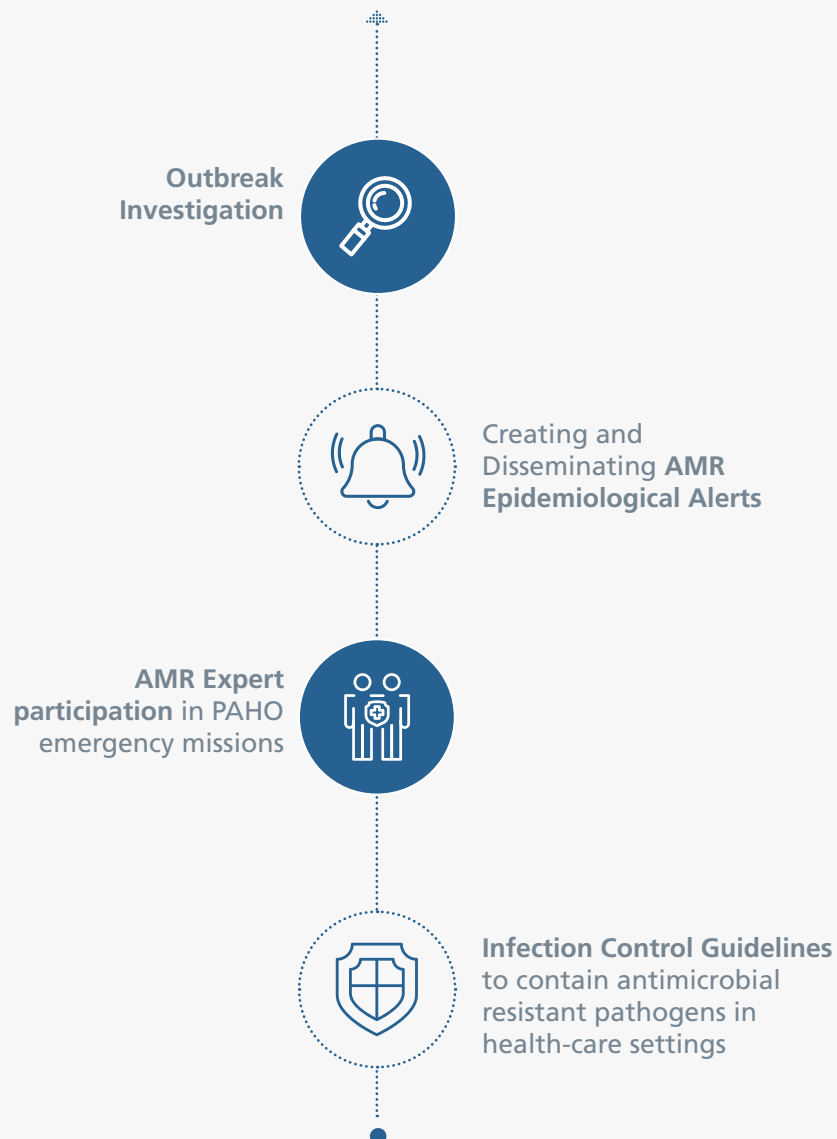 Outbreak
Investigation
Creating and
Disseminating AMR
Epidemiological Alerts
AMR Expert
participation in PAHO
emergency missions
Infection Control Guidelines
to contain antimicrobial
resistant pathogens in
health-care settings